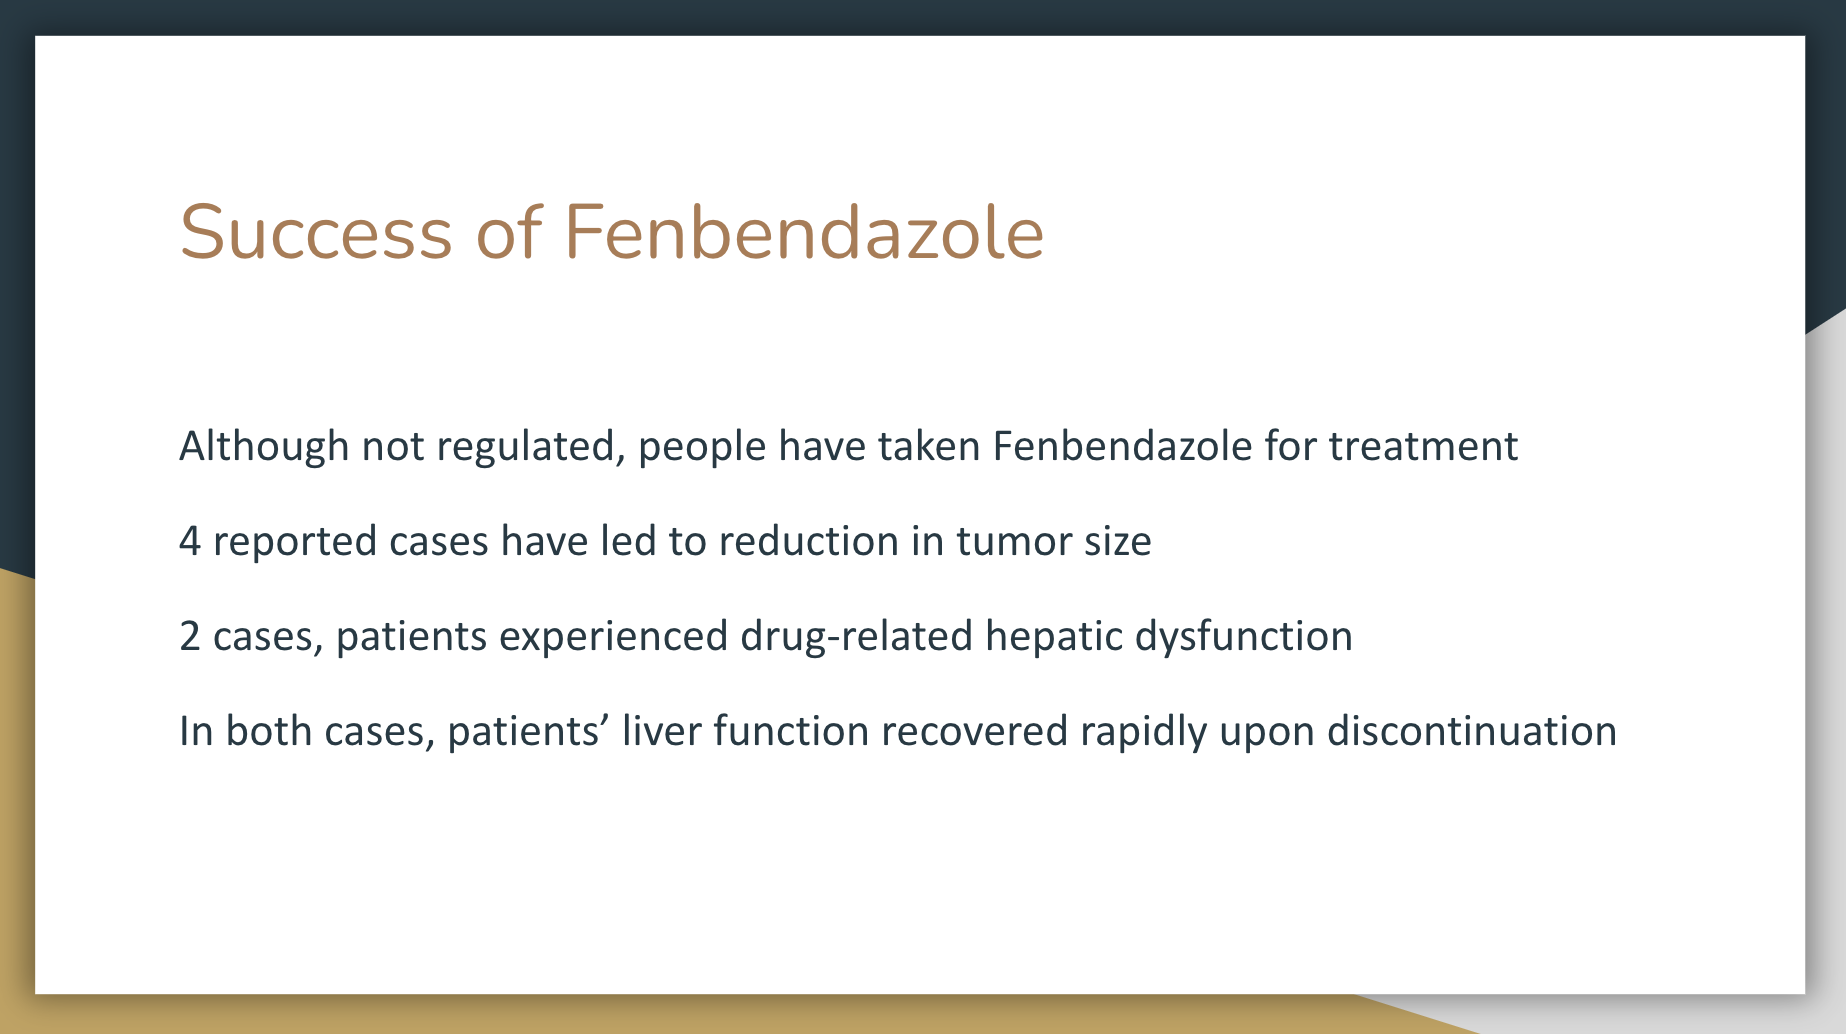 Success of Fenbendazole
Although not regulated, people have taken Fenbendazole for treatment
4 reported cases have led to reduction in tumor size
2 cases, patients experienced drug-related hepatic dysfunction
In both cases, patients’ liver function recovered rapidly upon discontinuation